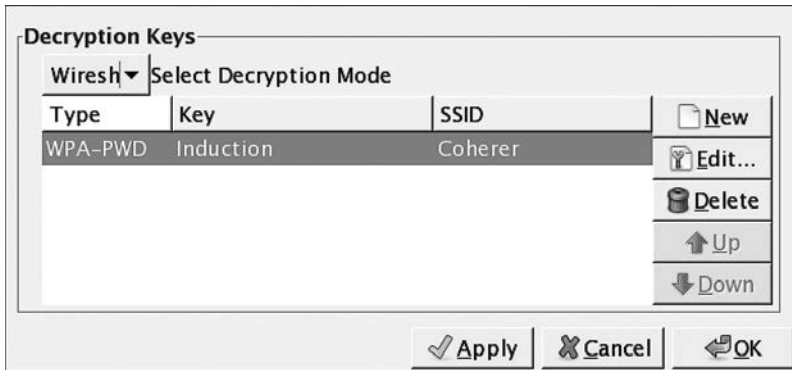 Decryption Keys
Wiresh Select Decryption Mode
Type Key SSID New
WPA-PWD Induction Coherer Edit...
Delete
Up
Down
Apply Cancel OK